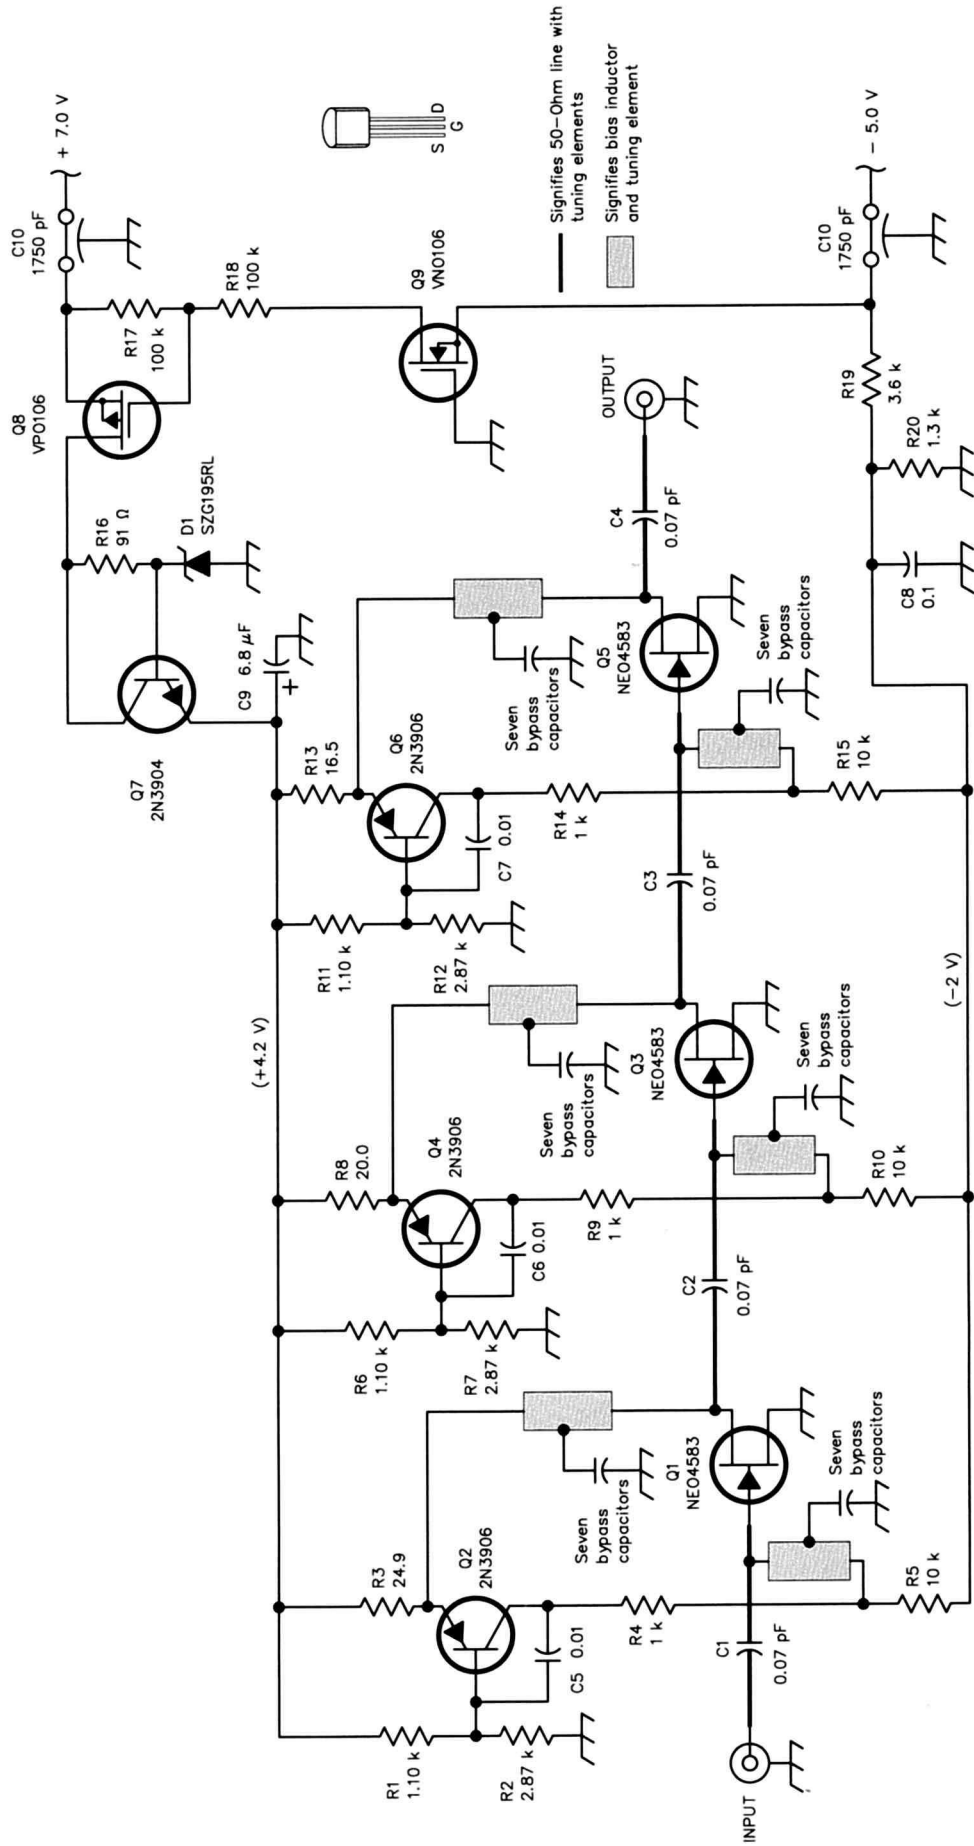 INPUT
C1
0.07 pF
R1
1.10 k
R2
2.87 k
R3
24.9
Q2
2N3906
C5 0.01
R4
1 k
R5
10 k
Q1
NE04583
Seven
bypass
capacitors
Seven
bypass
capacitors
C2
0.07 pF
R6
1.10 k
R7
2.87 k
R8
20.0
Q4
2N3906
C6 0.01
R9
1 k
R10
10 k
Q3
NE04583
Seven
bypass
capacitors
Seven
bypass
capacitors
(+4.2 V)
(-2 V)
C3
0.07 pF
R11
1.10 k
R12
2.87 k
R13
16.5
Q6
2N3906
C7 0.01
R14
1 k
R15
10 k
Q5
NE04583
Seven
bypass
capacitors
Seven
bypass
capacitors
C4
0.07 pF
OUTPUT
Q7
2N3904
C9 6.8 μF
+
R16
91 Ω
D1
SZG195RL
Q8
VP0106
R17
100 k
R18
100 k
Q9
VN0106
C10
1750 pF
+ 7.0 V
C8
0.1
R20
1.3 k
R19
3.6 k
C10
1750 pF
- 5.0 V
S
G
D
Signifies 50-Ohm line with
tuning elements
Signifies bias inductor
and tuning element